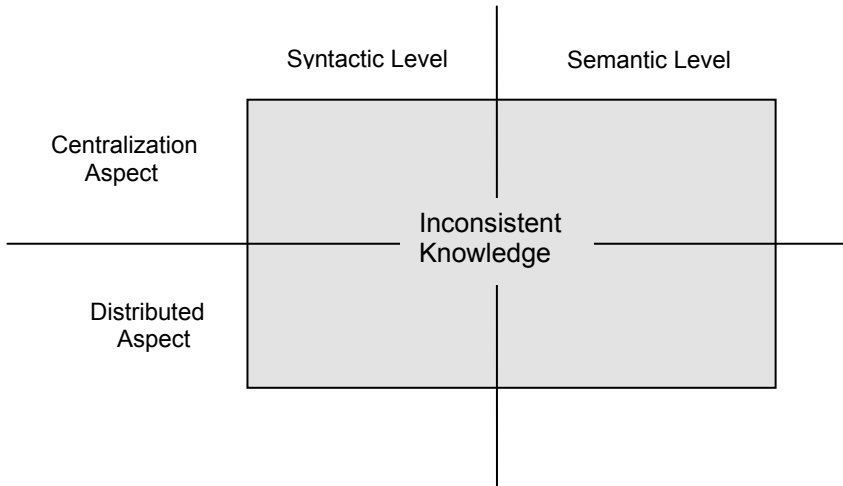 Syntactic Level
Semantic Level
Centralization
Aspect
Inconsistent
Knowledge
Distributed
Aspect